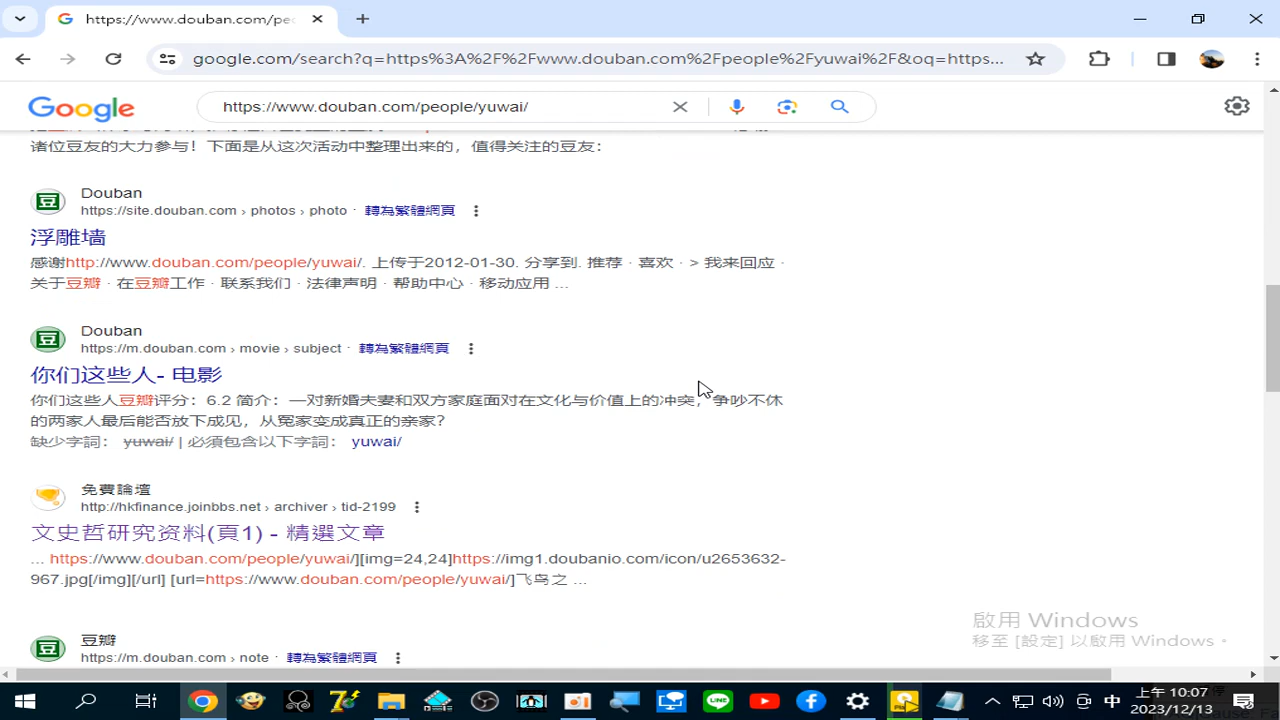 https://www.douban.com/pe
google.com/search?q=https%3A%2F%2Fwww.douban.com%2Fpeople%2Fyuwai%2F&oq=https...
Google
https://www.douban.com/people/yuwai/
诸位豆友的大力参与！下面是从这次活动中整理出来的，值得关注的豆友：
Douban
https://site.douban.com › photos › photo · 轉為繁體網頁
浮雕墙
感谢http://www.douban.com/people/yuwai/. 上传于2012-01-30. 分享到. 推荐 · 喜欢 · > 我来回应 ·
关于豆瓣 · 在豆瓣工作 · 联系我们 · 法律声明 · 帮助中心 · 移动应用 ...
Douban
https://m.douban.com › movie › subject · 轉為繁體網頁
你们这些人- 电影
你们这些人豆瓣评分：6.2 简介：一对新婚夫妻和双方家庭面对在文化与价值上的冲突，争吵不休
的两家人最后能否放下成见，从冤家变成真正的亲家？
缺少字詞： yuwai/ | 必須包含以下字詞： yuwai/
免費論壇
http://hkfinance.joinbbs.net › archiver › tid-2199
文史哲研究资料(頁1) - 精選文章
... https://www.douban.com/people/yuwai/][img=24,24]https://img1.doubanio.com/icon/u2653632-
967.jpg[/img][/url] [url=https://www.douban.com/people/yuwai/]飞鸟之 ...
啟用 Windows
移至 [設定] 以啟用 Windows。
豆瓣
https://m.douban.com › note · 轉為繁體網頁
中
上午 10:07
2023/12/13